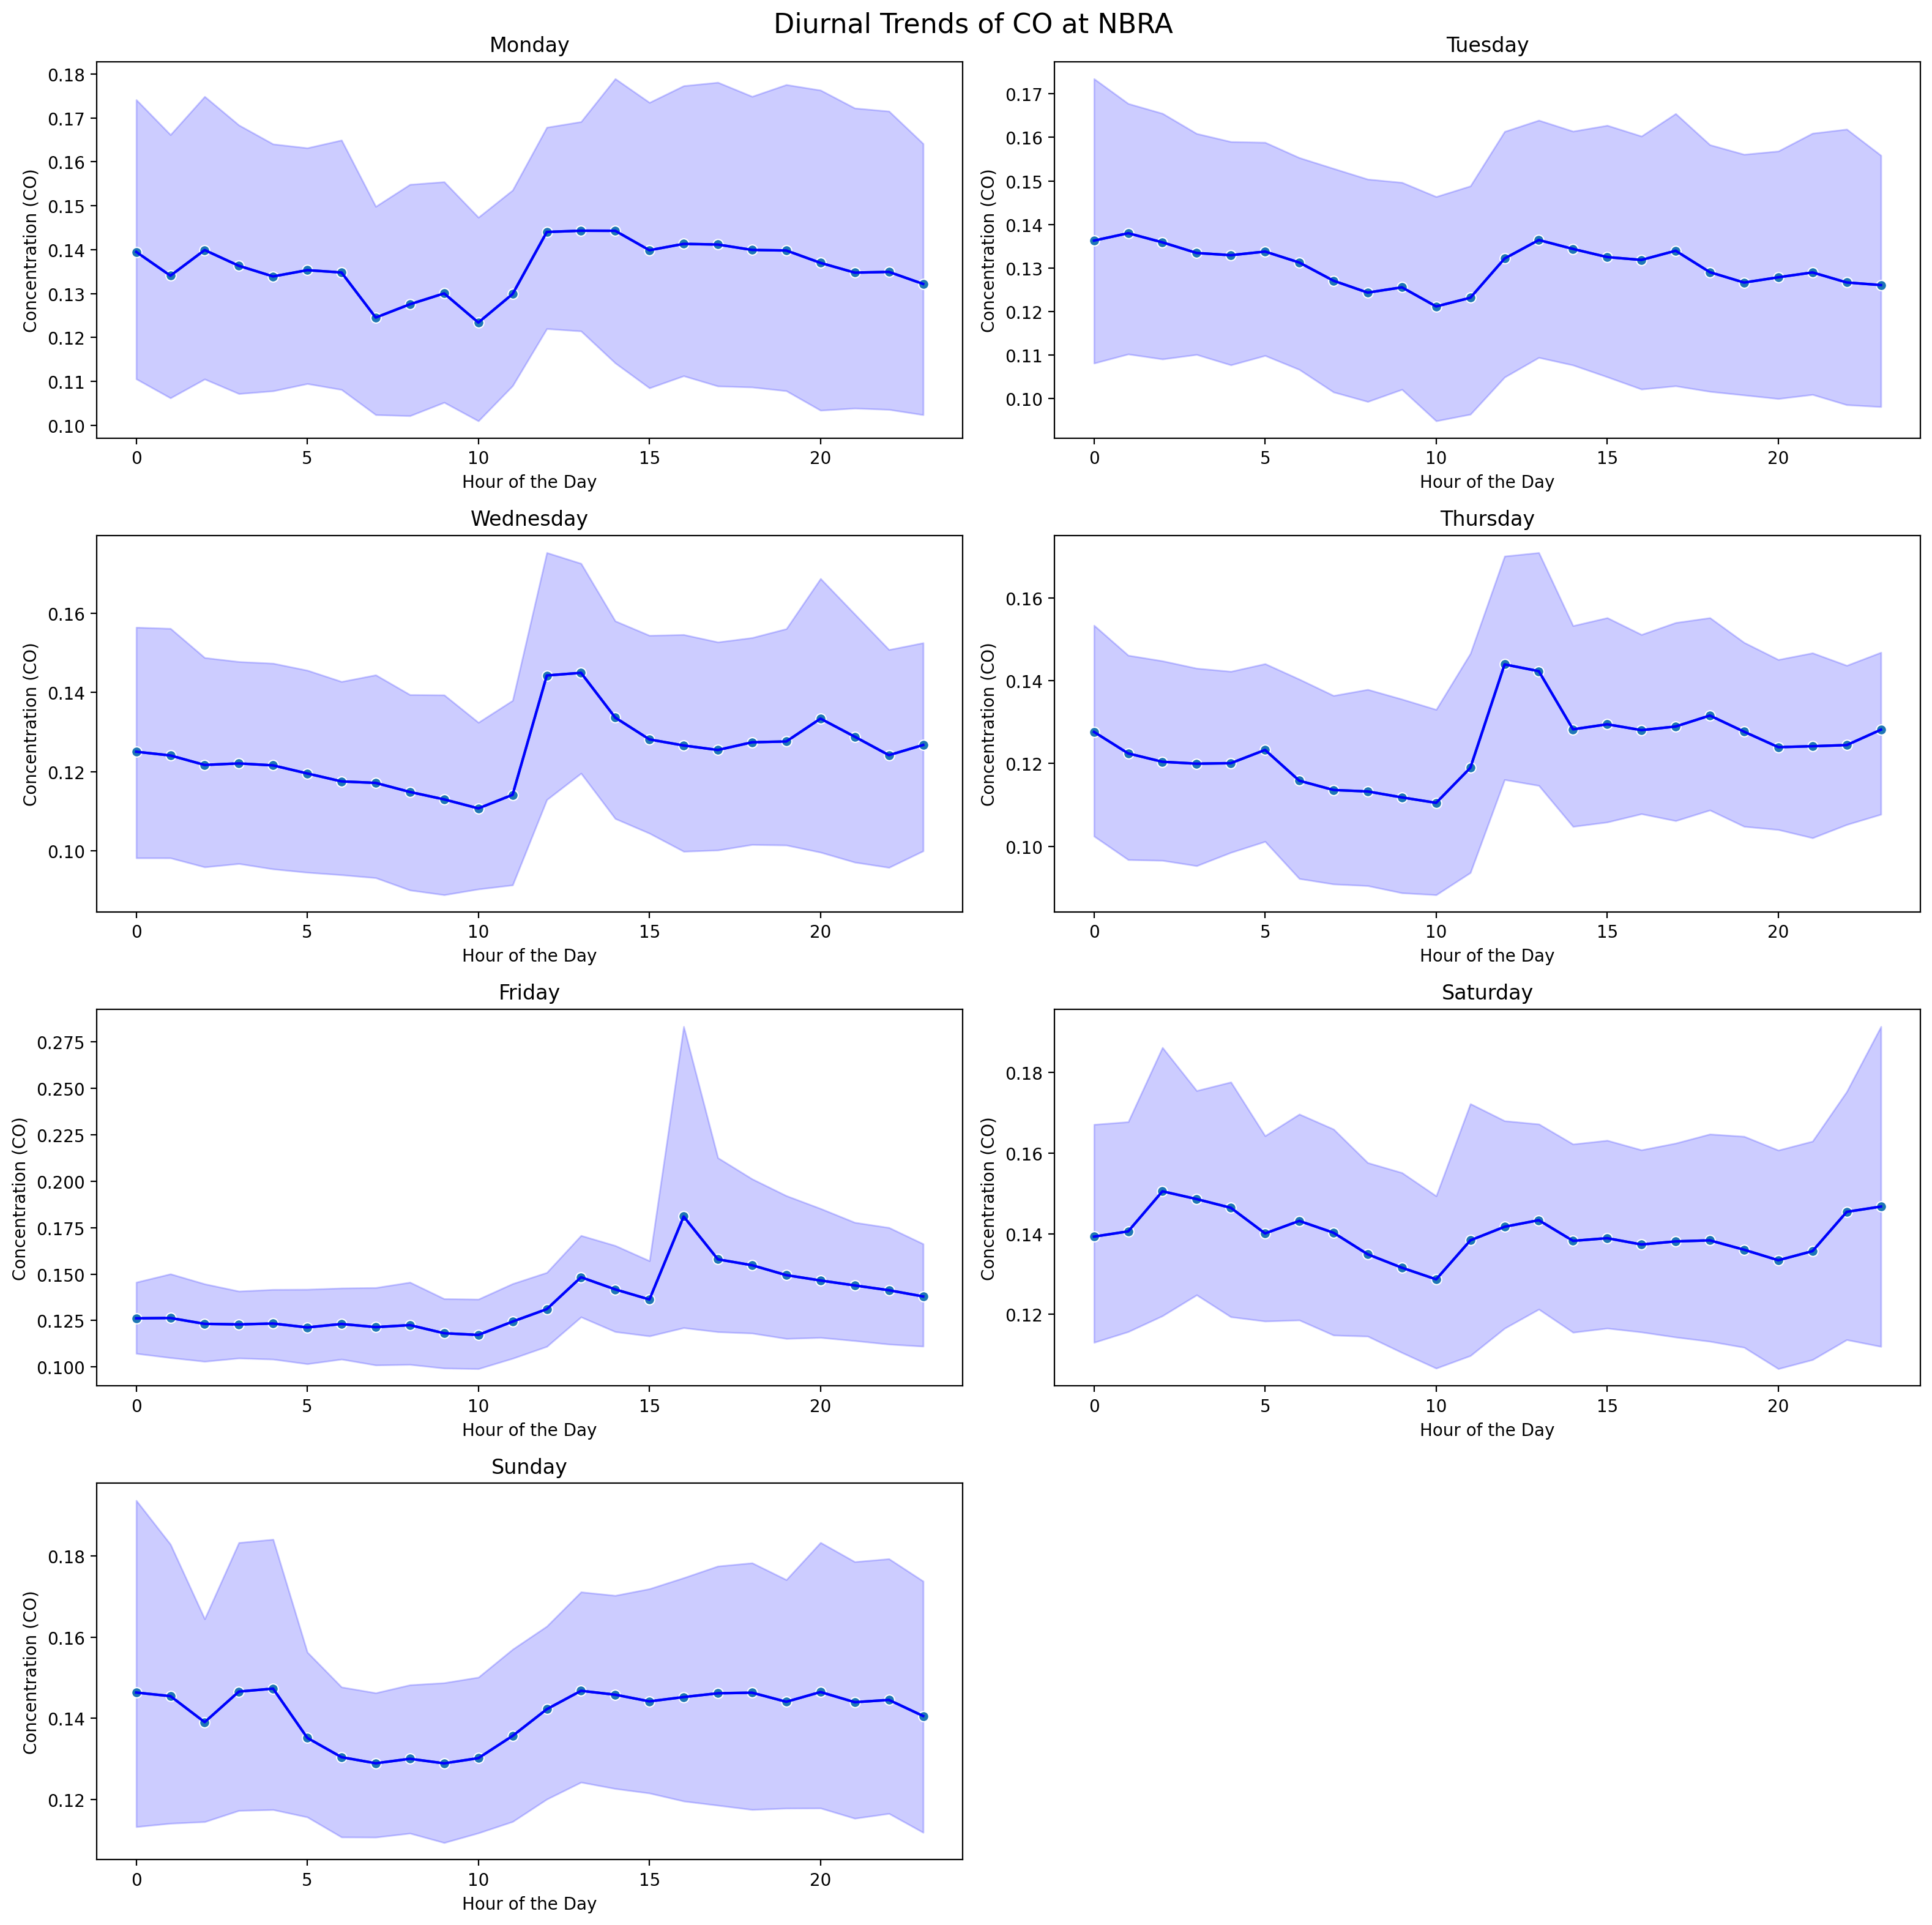 Diurnal Trends of CO at NBRA
Monday
Concentration (CO)
0.18
0.17
0.16
0.15
0.14
0.13
0.12
0.11
0.10
0 5 10 15 20
Hour of the Day
Tuesday
Concentration (CO)
0.17
0.16
0.15
0.14
0.13
0.12
0.11
0.10
0 5 10 15 20
Hour of the Day
Wednesday
Concentration (CO)
0.16
0.14
0.12
0.10
0 5 10 15 20
Hour of the Day
Thursday
Concentration (CO)
0.16
0.14
0.12
0.10
0 5 10 15 20
Hour of the Day
Friday
Concentration (CO)
0.275
0.250
0.225
0.200
0.175
0.150
0.125
0.100
0 5 10 15 20
Hour of the Day
Saturday
Concentration (CO)
0.18
0.16
0.14
0.12
0 5 10 15 20
Hour of the Day
Sunday
Concentration (CO)
0.18
0.16
0.14
0.12
0 5 10 15 20
Hour of the Day